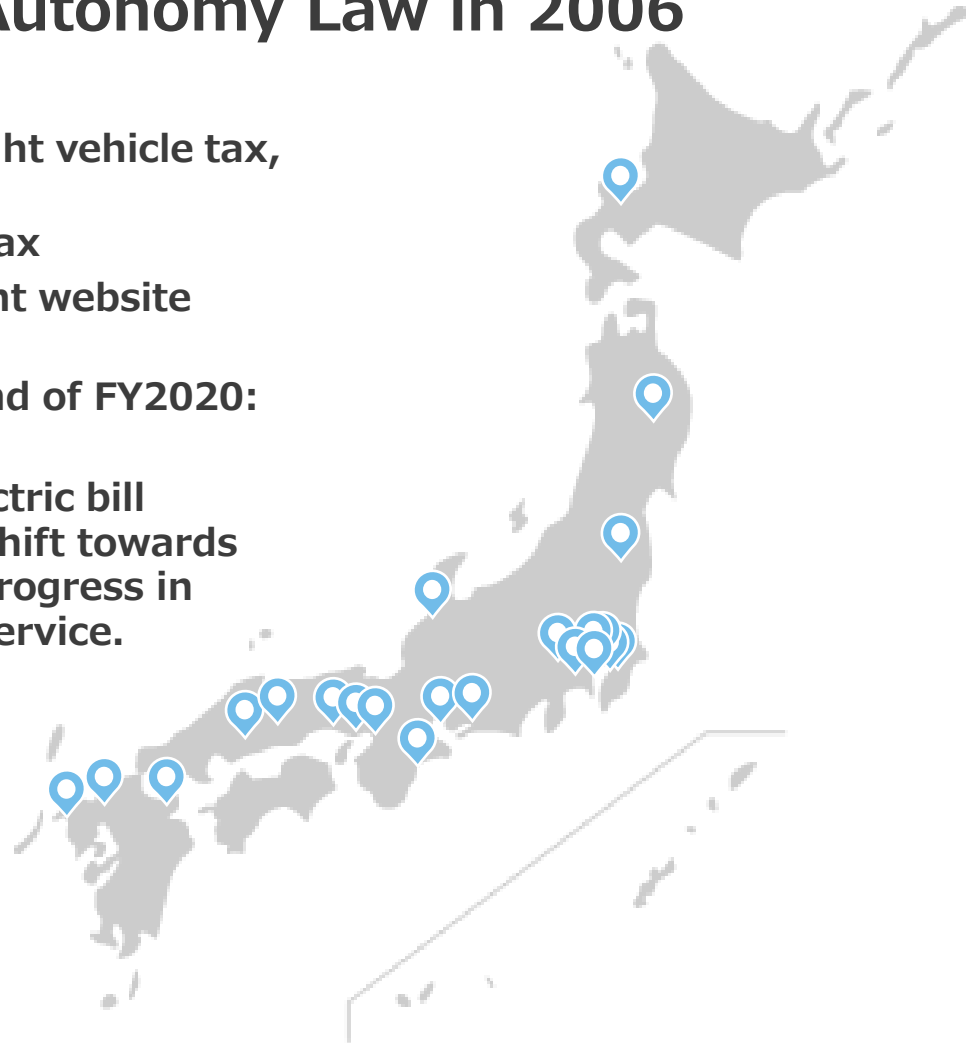 Autonomy Law in 2006
ht vehicle tax,
ax
nt website
nd of FY2020:
ctric bill
hift towards
rogress in
ervice.